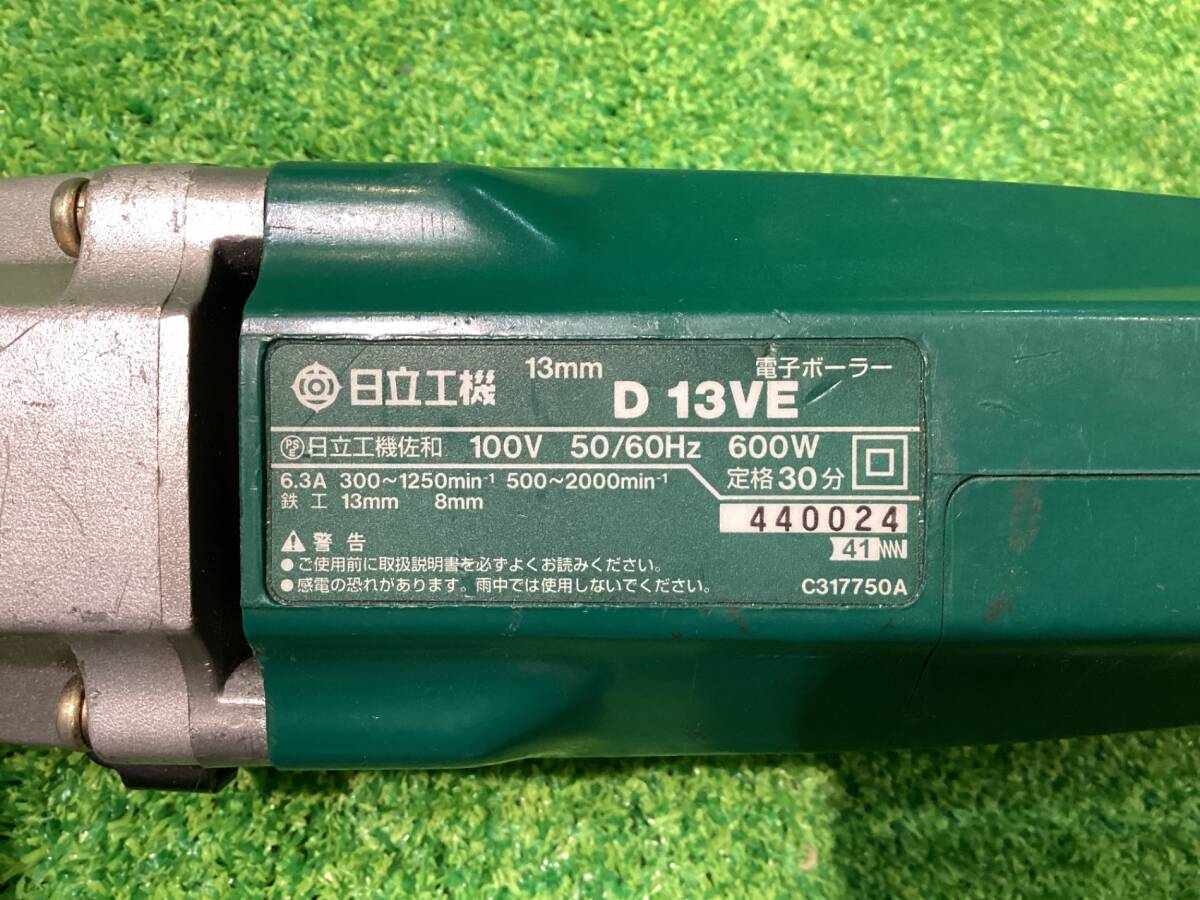 日立工機 13mm 電子ボーラー
D 13VE
PSE 日立工機佐和 100V 50/60Hz 600W
6.3A 300~1250min⁻¹ 500~2000min⁻¹ 定格30分
鉄工 13mm 8mm
440024
警告 41
●ご使用前に取扱説明書を必ずよくお読みください。
●感電の恐れがあります。雨中では使用しないでください。 C317750A